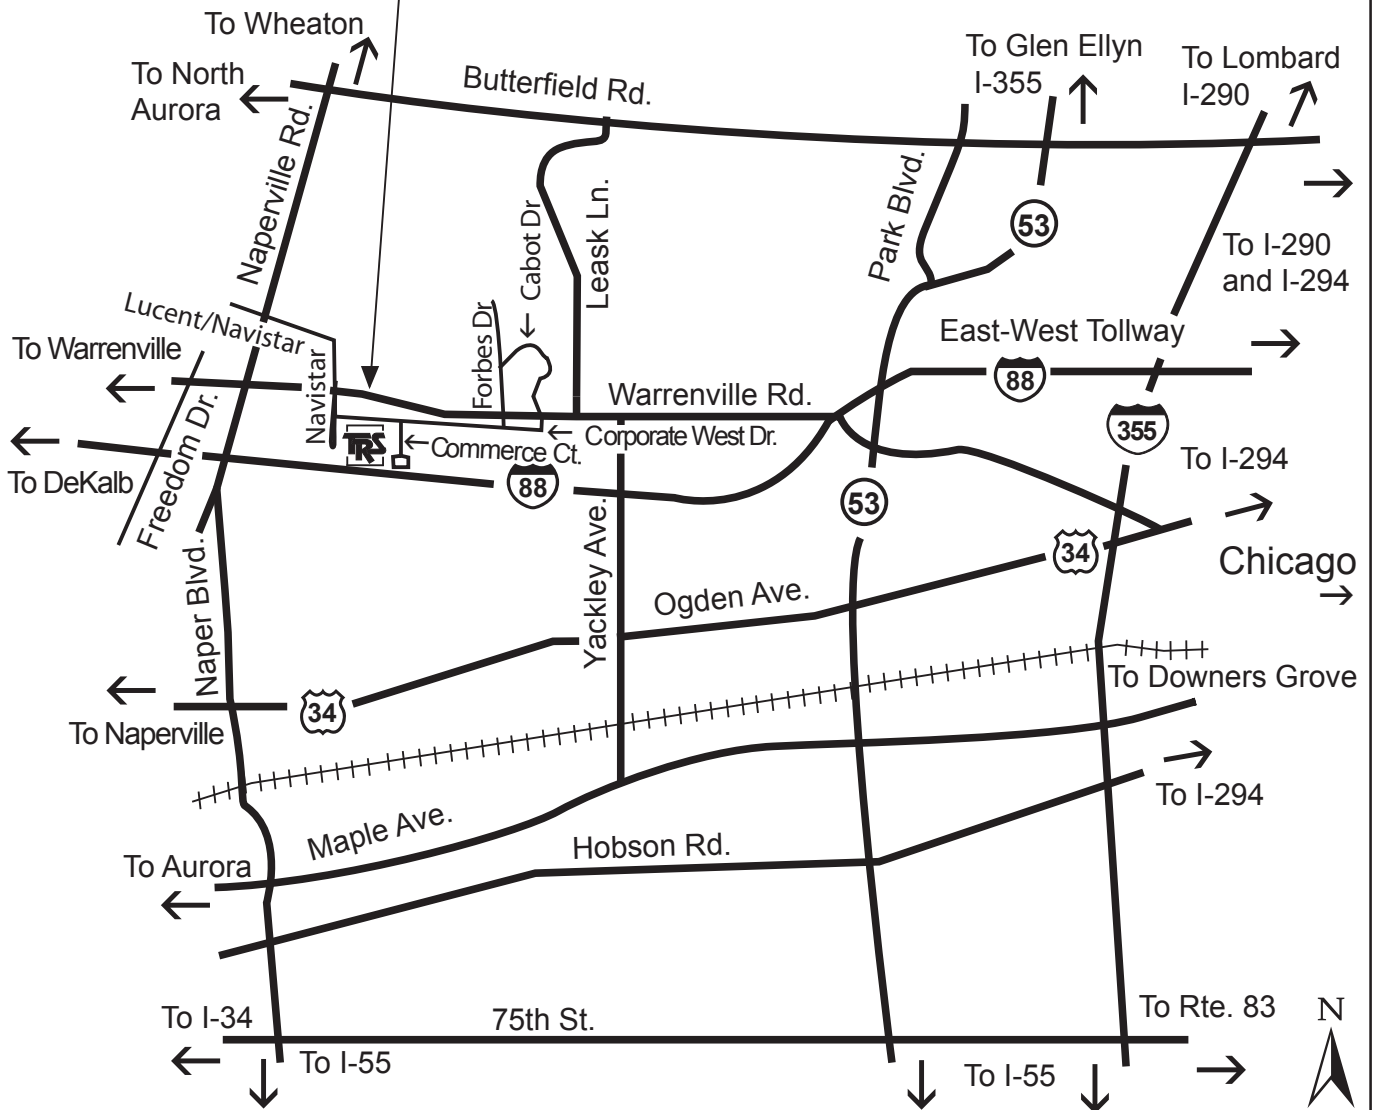 To Wheaton
To North
Aurora
Naperville Rd.
Butterfield Rd.
To Glen Ellyn
I-355
To Lombard
I-290
Park Blvd.
53
To I-290
and I-294
Leask Ln.
Cabot Dr
Forbes Dr
Lucent/Navistar
Navistar
To Warrenville
East-West Tollway
88
Warrenville Rd.
355
Corporate West Dr.
TRS
Commerce Ct.
88
To DeKalb
Freedom Dr.
53
To I-294
34
Chicago
Naper Blvd.
Yackley Ave.
Ogden Ave.
34
To Naperville
To Downers Grove
To I-294
Maple Ave.
Hobson Rd.
To Aurora
To I-34
75th St.
To Rte. 83
N
To I-55
To I-55